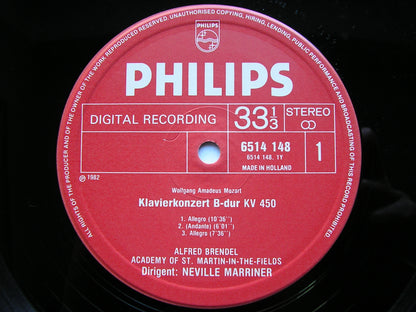 ALL RIGHTS OF THE PRODUCER AND OF THE OWNER OF THE WORK REPRODUCED RESERVED. UNAUTHORISED COPYING, HIRING, LENDING, PUBLIC PERFORMANCE AND BROADCASTING OF THIS RECORD PROHIBITED.
PHILIPS
PHILIPS
DIGITAL RECORDING
33 1/3
STEREO
6514 148
6514 148.1Y
MADE IN HOLLAND
1
℗ 1982
Wolfgang Amadeus Mozart
Klavierkonzert B-dur KV 450
1. Allegro (10'36'')
2. (Andante) (6'01'')
3. Allegro (7'36'')
ALFRED BRENDEL
ACADEMY OF ST. MARTIN-IN-THE-FIELDS
Dirigent: NEVILLE MARRINER